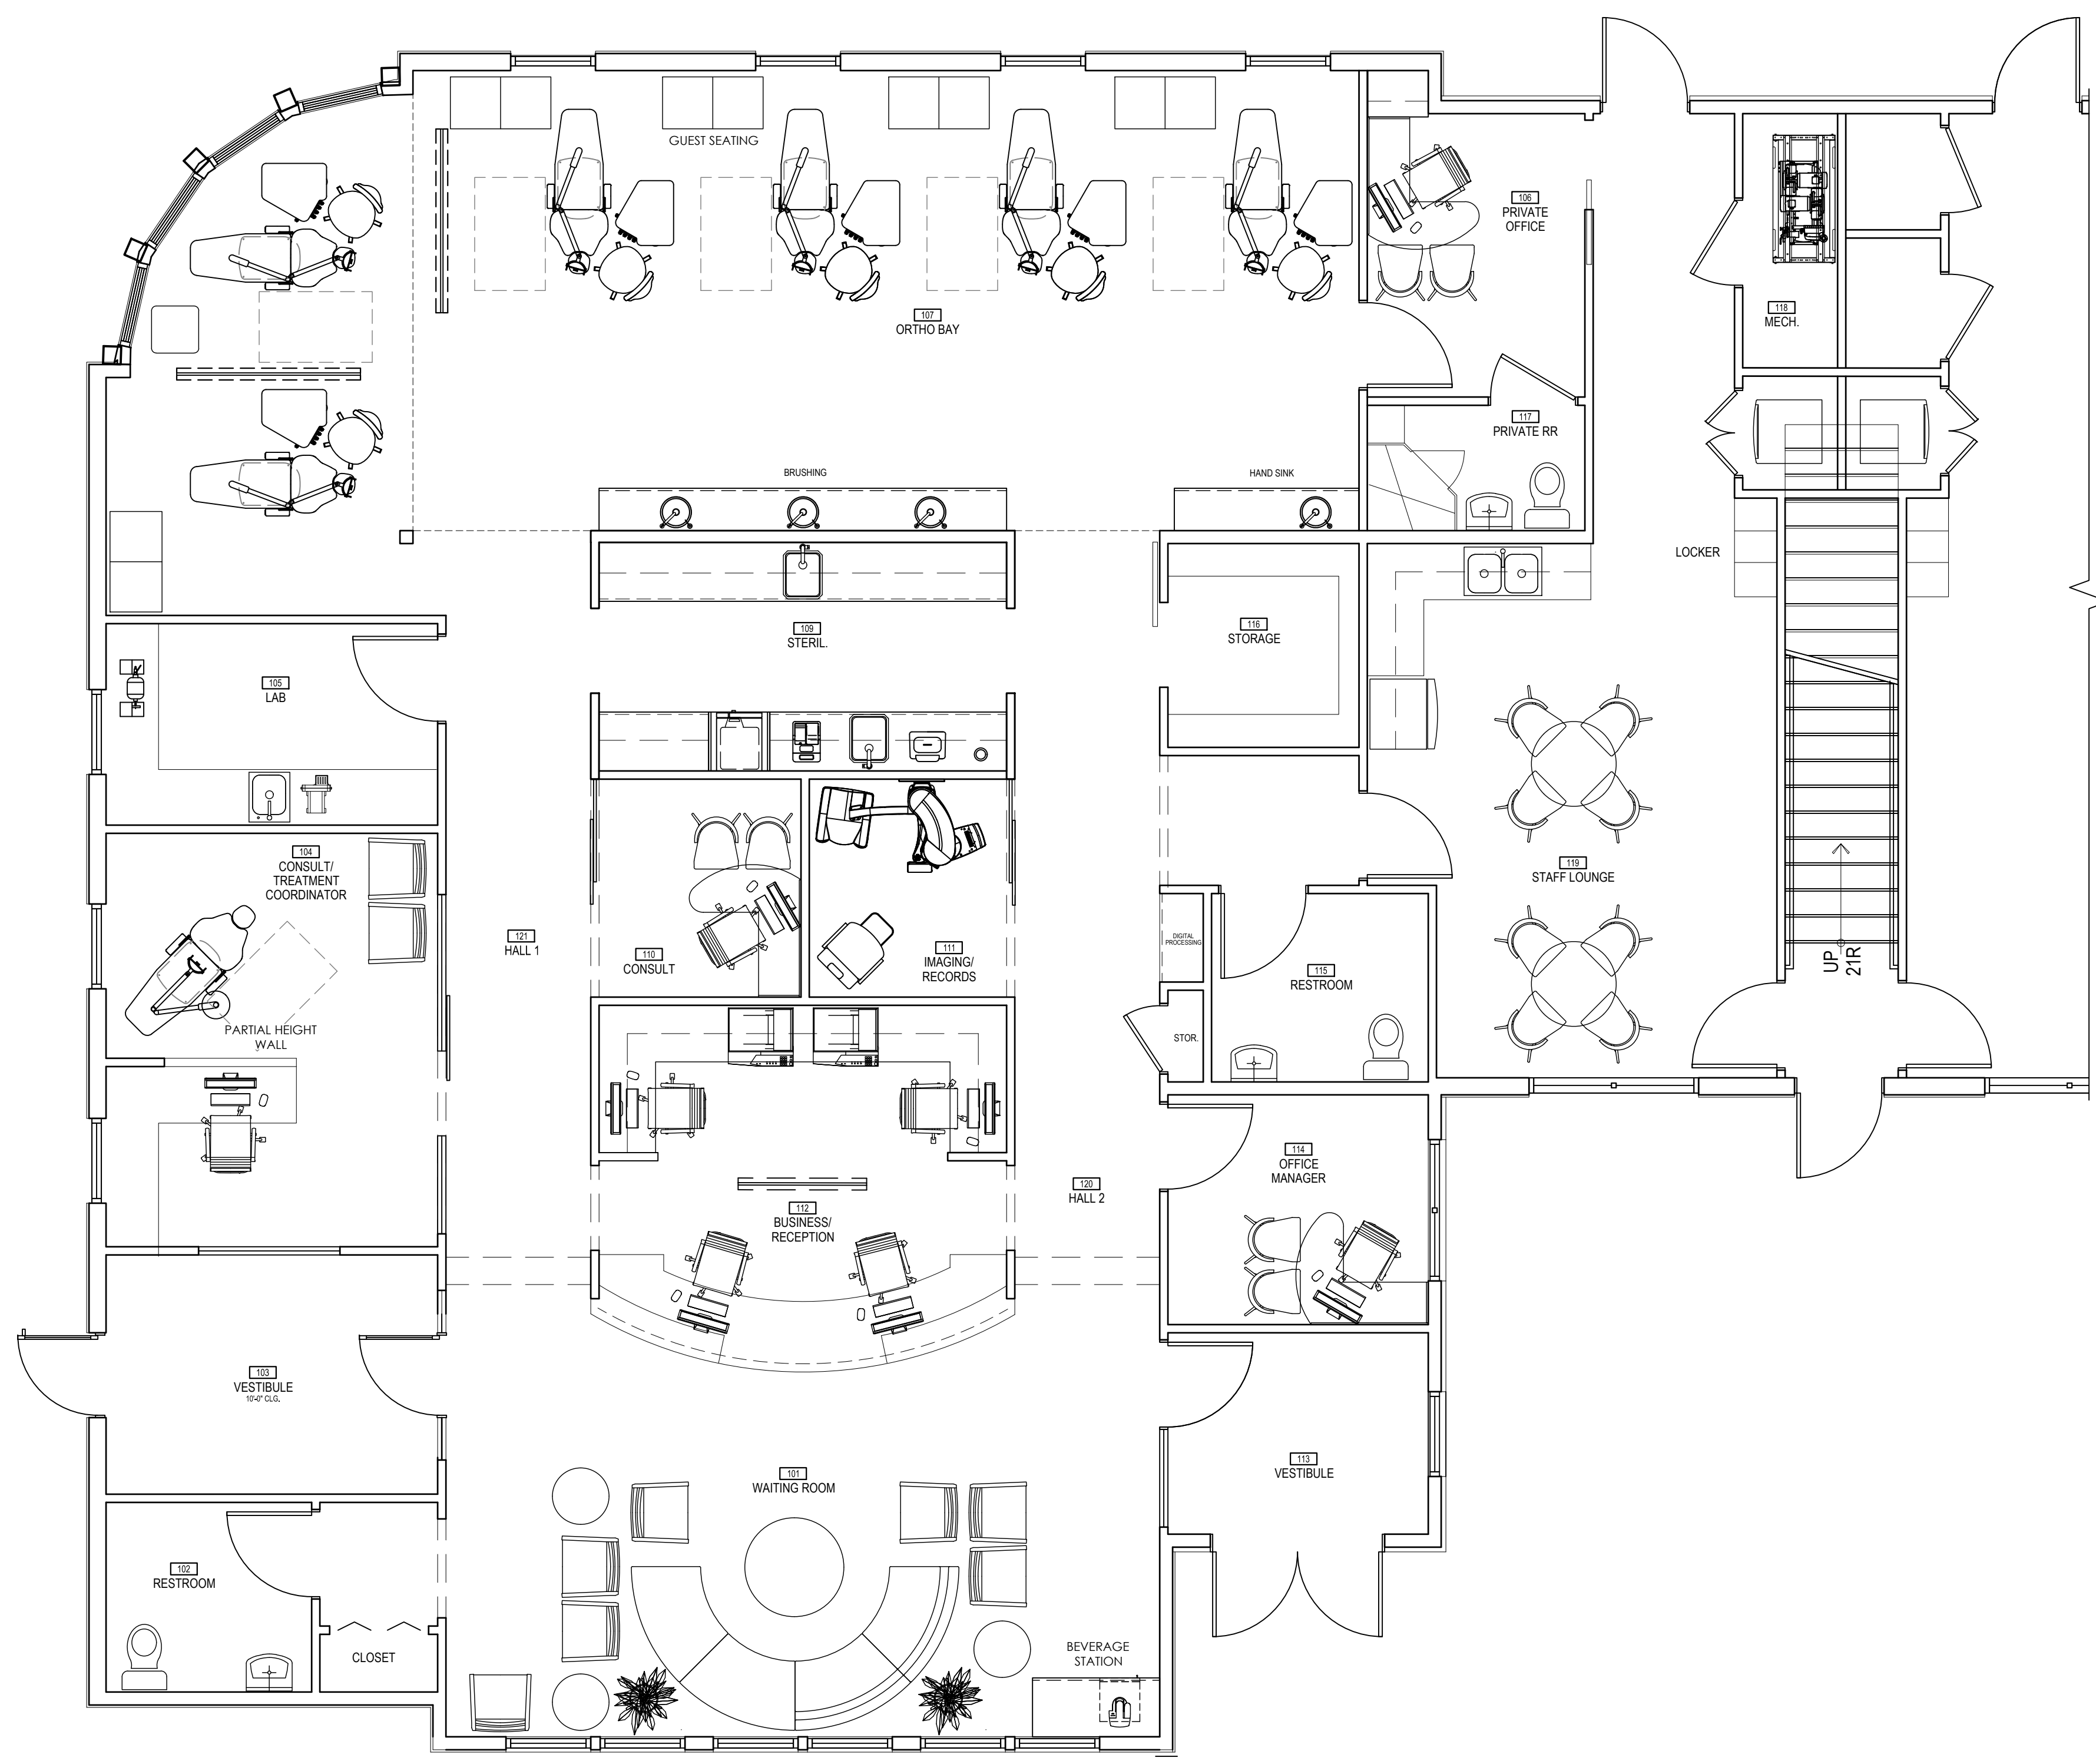 GUEST SEATING
106
PRIVATE
OFFICE
107
ORTHO BAY
118
MECH.
117
PRIVATE RR
BRUSHING
HAND SINK
LOCKER
109
STERIL.
116
STORAGE
105
LAB
104
CONSULT/
TREATMENT
COORDINATOR
119
STAFF LOUNGE
121
HALL 1
110
CONSULT
111
IMAGING/
RECORDS
DIGITAL
PROCESSING
115
RESTROOM
UP
21R
PARTIAL HEIGHT
WALL
STOR.
114
OFFICE
MANAGER
120
HALL 2
112
BUSINESS/
RECEPTION
103
VESTIBULE
10'-0" CLG.
113
VESTIBULE
101
WAITING ROOM
102
RESTROOM
CLOSET
BEVERAGE
STATION